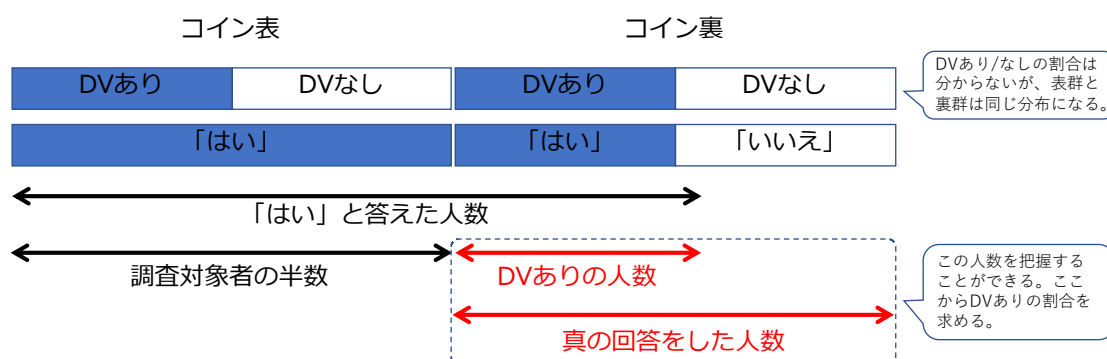 コイン表
コイン裏
DVあり
DVなし
DVあり
DVなし
DVあり/なしの割合は
分からないが、表群と
裏群は同じ分布になる。
「はい」
「はい」
「いいえ」
「はい」と答えた人数
調査対象者の半数
DVありの人数
真の回答をした人数
この人数を把握する
ことができる。ここ
からDVありの割合を
求める。